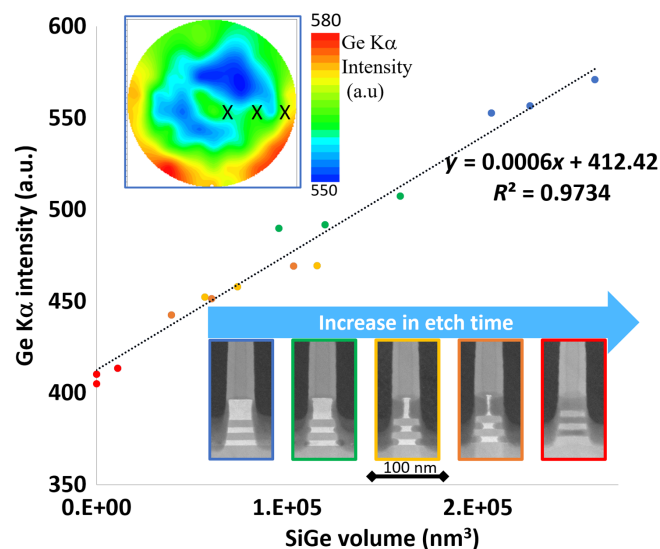 600
550
500
450
400
350
Ge Kα intensity (a.u.)
580
Ge Kα
Intensity
(a.u)
550
X X X
y = 0.0006x + 412.42
R² = 0.9734
Increase in etch time
100 nm
0.E+00
1.E+05
2.E+05
SiGe volume (nm³)